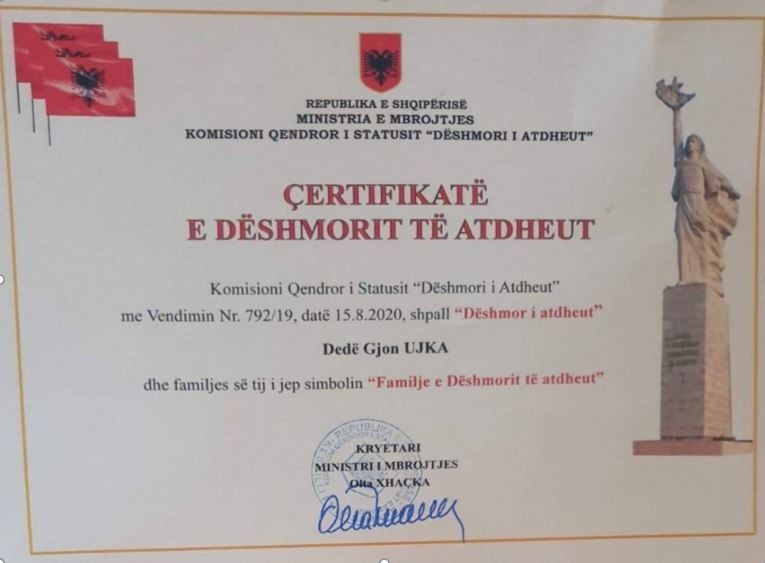 REPUBLIKA E SHQIPËRISË
MINISTRIA E MBROJTJES
KOMISIONI QENDROR I STATUSIT “DËSHMORI I ATDHEUT”
ÇERTIFIKATË
E DËSHMORIT TË ATDHEUT
Komisioni Qendror i Statusit “Dëshmori i Atdheut”
me Vendimin Nr. 792/19, datë 15.8.2020, shpall “Dëshmor i atdheut”
Dedë Gjon UJKA
dhe familjes së tij i jep simbolin “Familje e Dëshmorit të atdheut”
KRYETARI
MINISTRI I MBROJTJES
Olta XHAÇKA